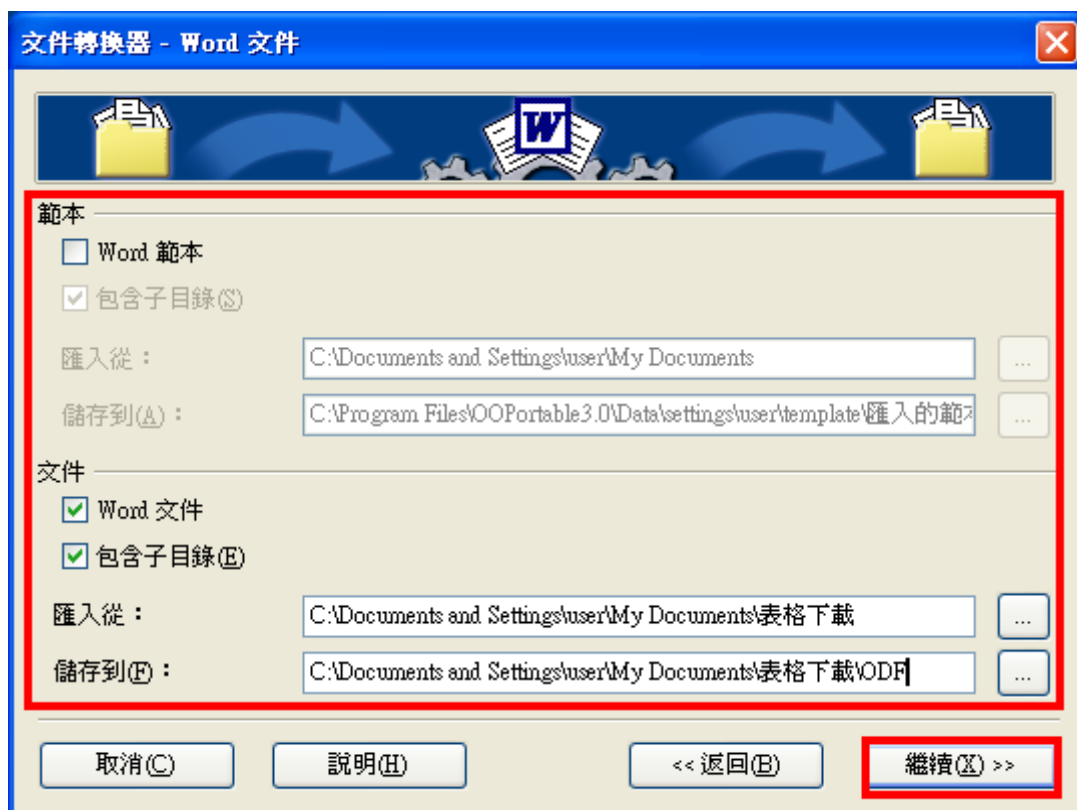 文件轉換器 - Word 文件
W
範本
Word 範本
包含子目錄(S)
匯入從：
C:\Documents and Settings\user\My Documents
...
儲存到(A)：
C:\Program Files\OOPortable3.0\Data\settings\user\template\匯入的範本
...
文件
Word 文件
包含子目錄(E)
匯入從：
C:\Documents and Settings\user\My Documents\表格下載
...
儲存到(F)：
C:\Documents and Settings\user\My Documents\表格下載\ODF
...
取消(C)
說明(H)
<< 返回(B)
繼續(X) >>